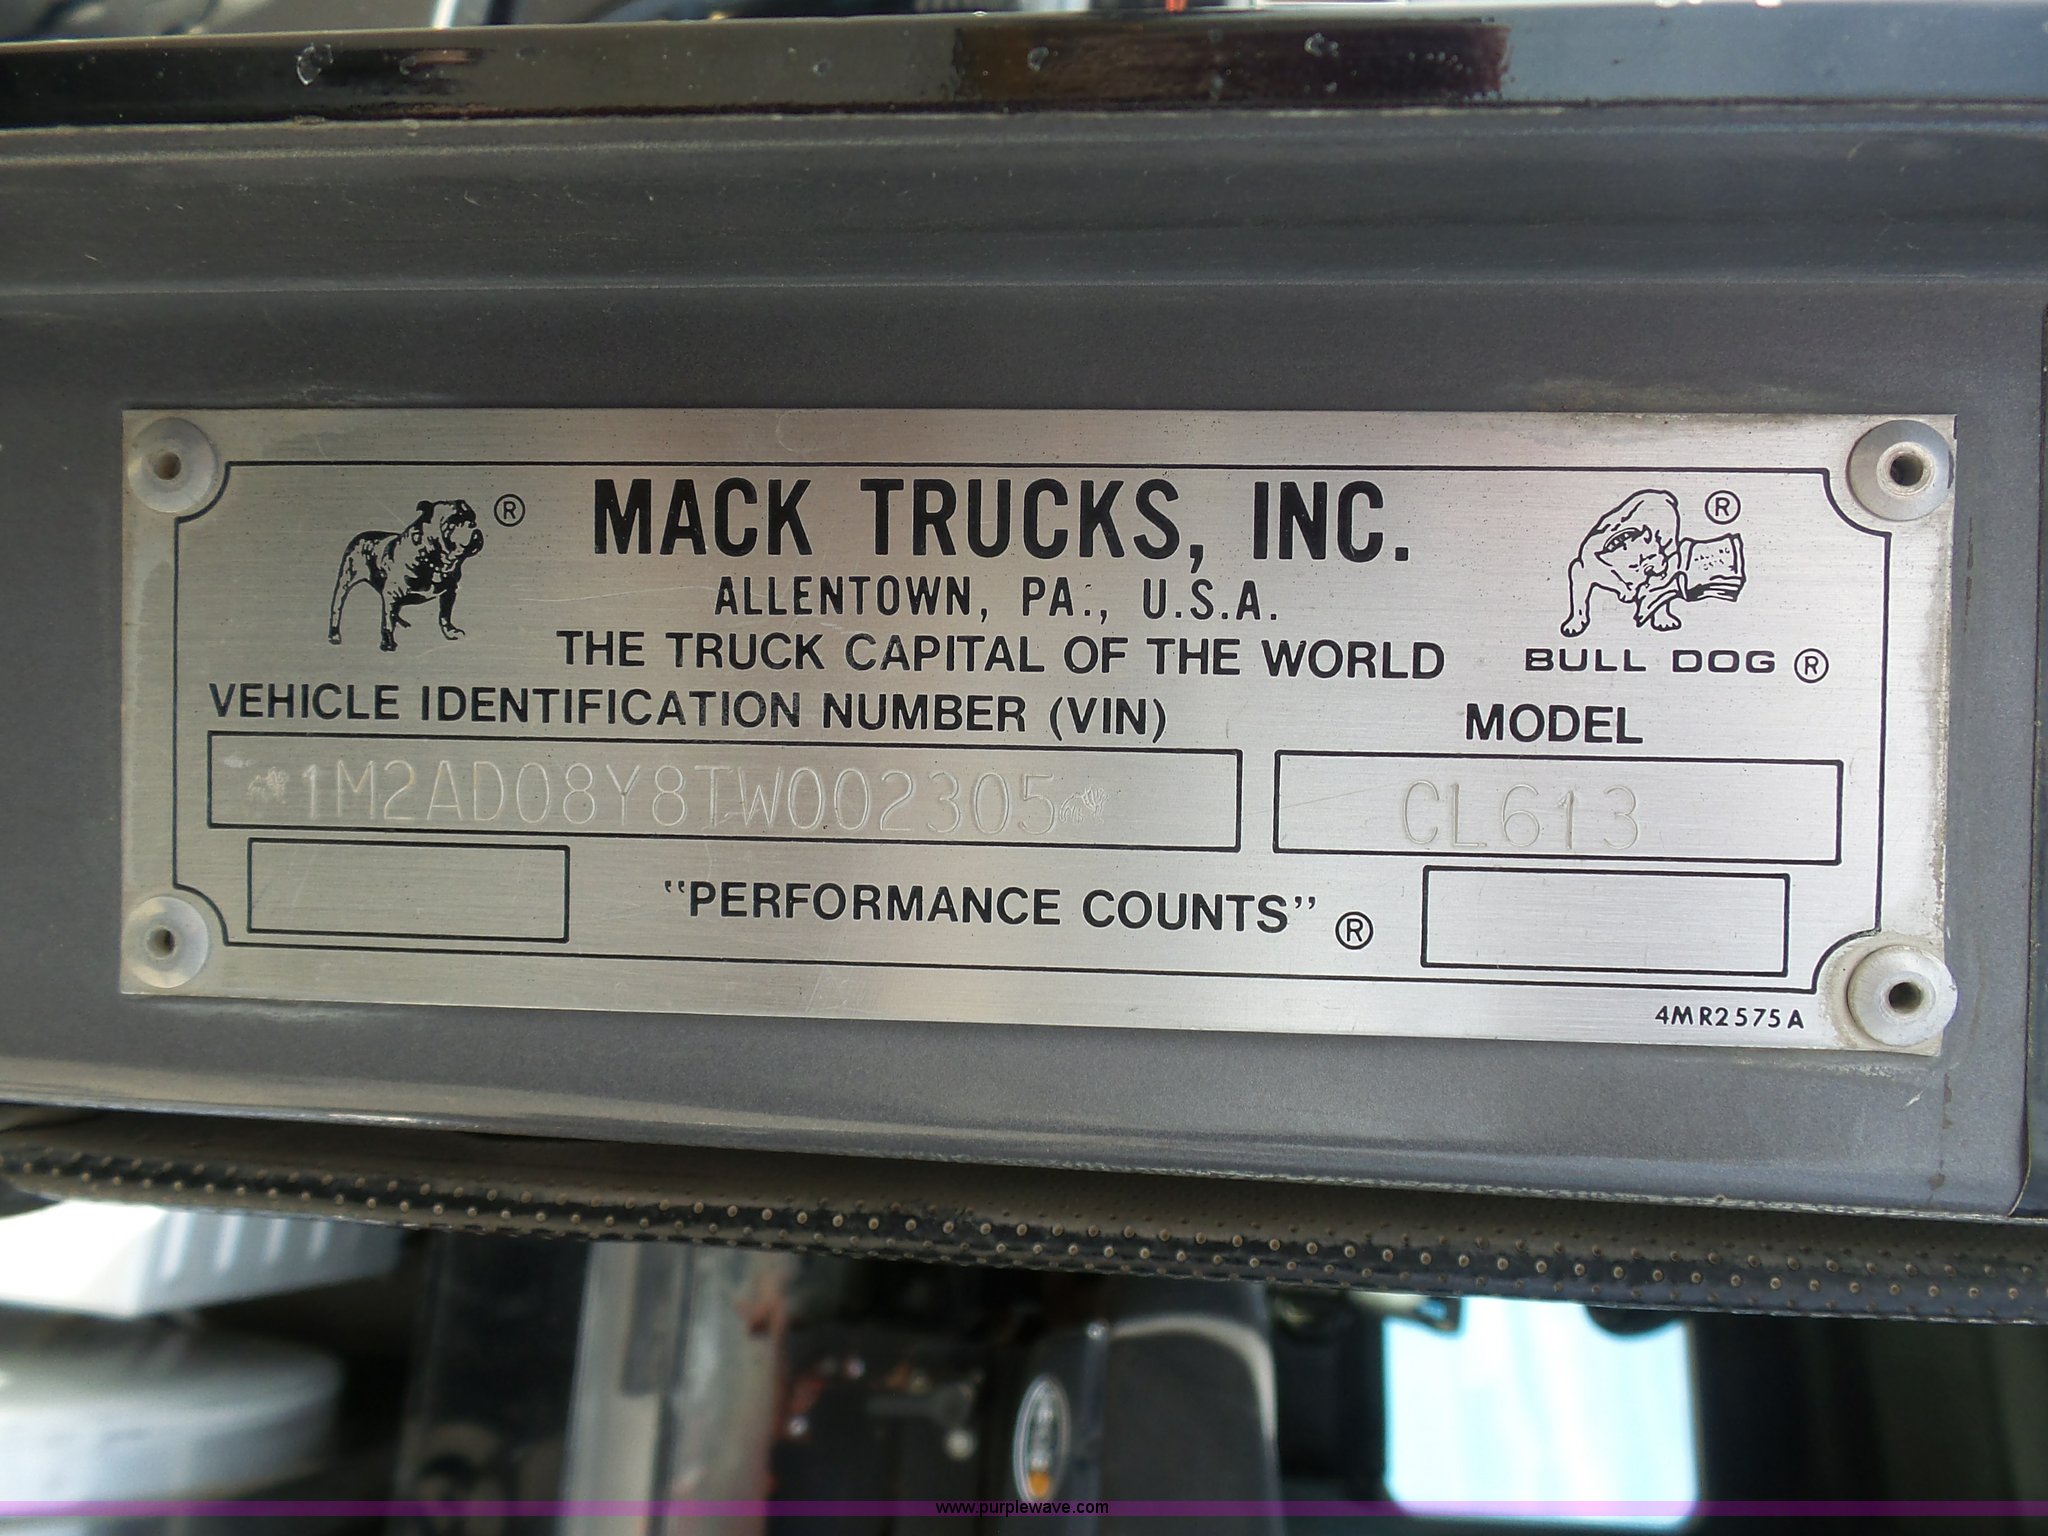 MACK TRUCKS, INC.
ALLENTOWN, PA., U.S.A.
THE TRUCK CAPITAL OF THE WORLD
BULL DOG ®
®
®
VEHICLE IDENTIFICATION NUMBER (VIN)
MODEL
1M2AD08Y8TW002305
CL613
"PERFORMANCE COUNTS" ®
4MR2575A
www.purplewave.com